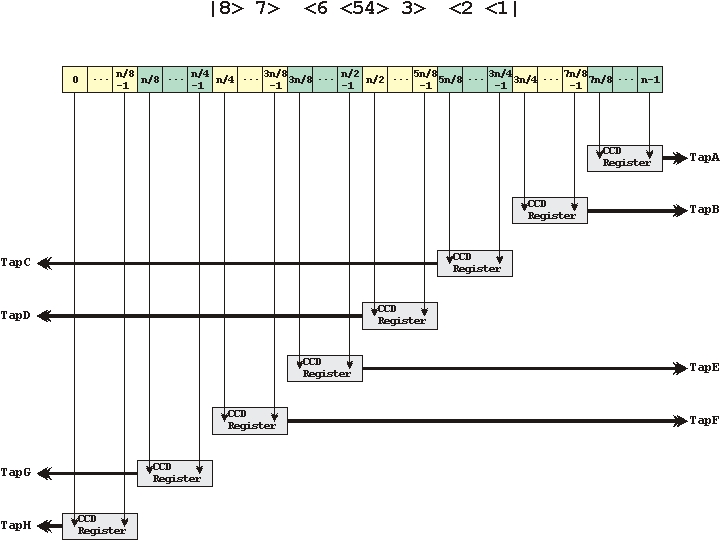 |8> 7> <6 <54> 3> <2 <1|
0 ··· n/8-1 n/8 ··· n/4-1 n/4 ··· 3n/8-1 3n/8 ··· n/2-1 n/2 ··· 5n/8-1 5n/8 ··· 3n/4-1 3n/4 ··· 7n/8-1 7n/8 ··· n-1
CCD
Register
TapA
CCD
Register
TapB
TapC
CCD
Register
TapD
CCD
Register
CCD
Register
TapE
CCD
Register
TapF
TapG
CCD
Register
TapH
CCD
Register